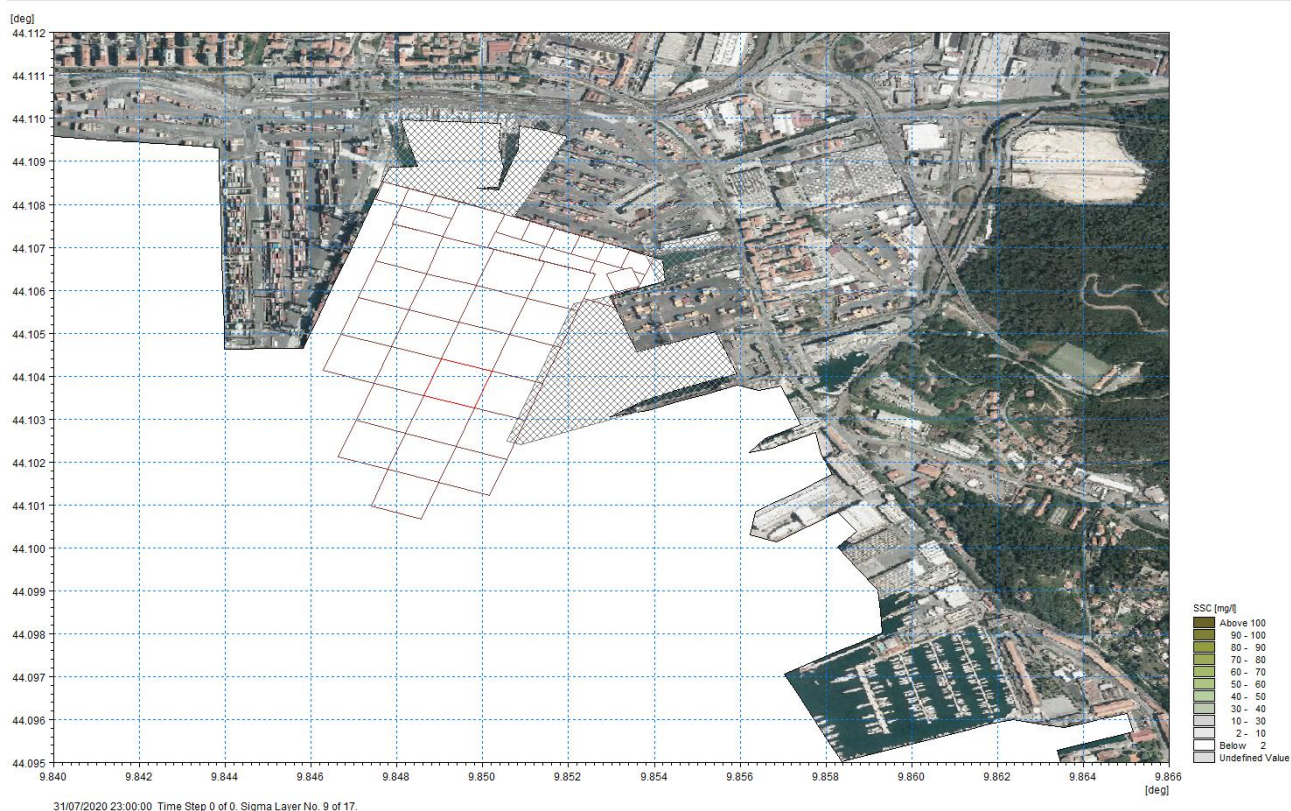 [deg]
44.112
44.111
44.110
44.109
44.108
44.107
44.106
44.105
44.104
44.103
44.102
44.101
44.100
44.099
44.098
44.097
44.096
44.095
9.840 9.842 9.844 9.846 9.848 9.850 9.852 9.854 9.856 9.858 9.860 9.862 9.864 9.866
[deg]
SSC [mg/l]
Above 100
90 - 100
80 - 90
70 - 80
60 - 70
50 - 60
40 - 50
30 - 40
10 - 30
2 - 10
Below 2
Undefined Value
31/07/2020 23:00:00 Time Step 0 of 0. Sigma Layer No. 9 of 17.